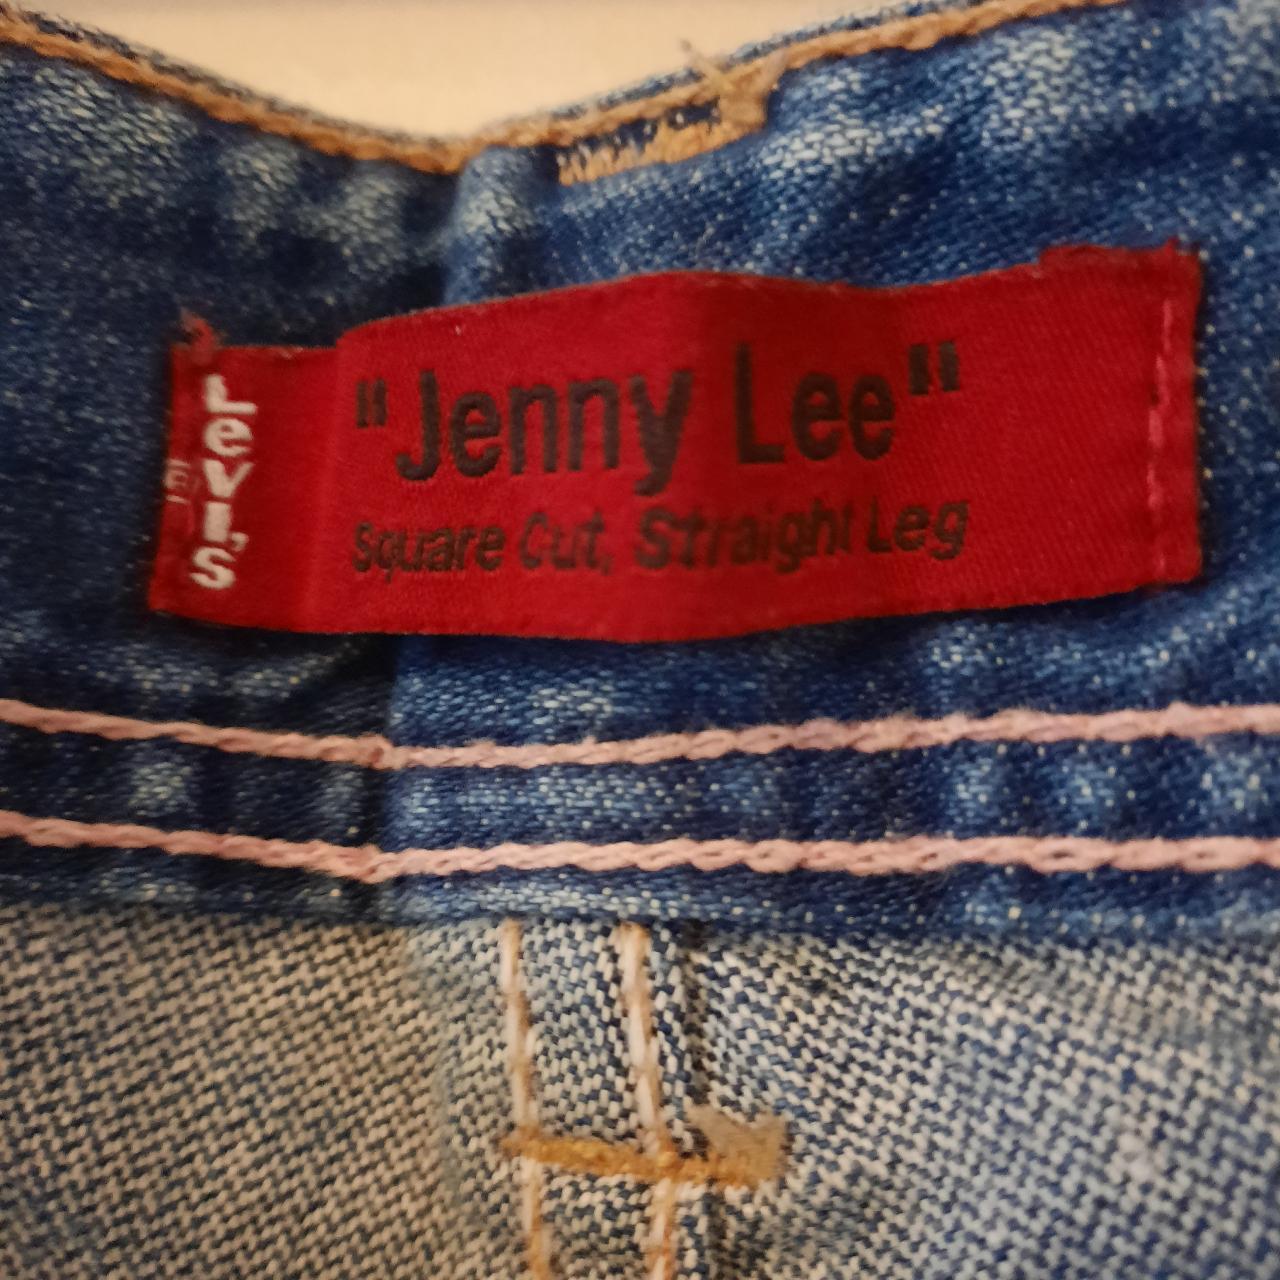 LEVI'S
"Jenny Lee"
Square Cut, Straight Leg